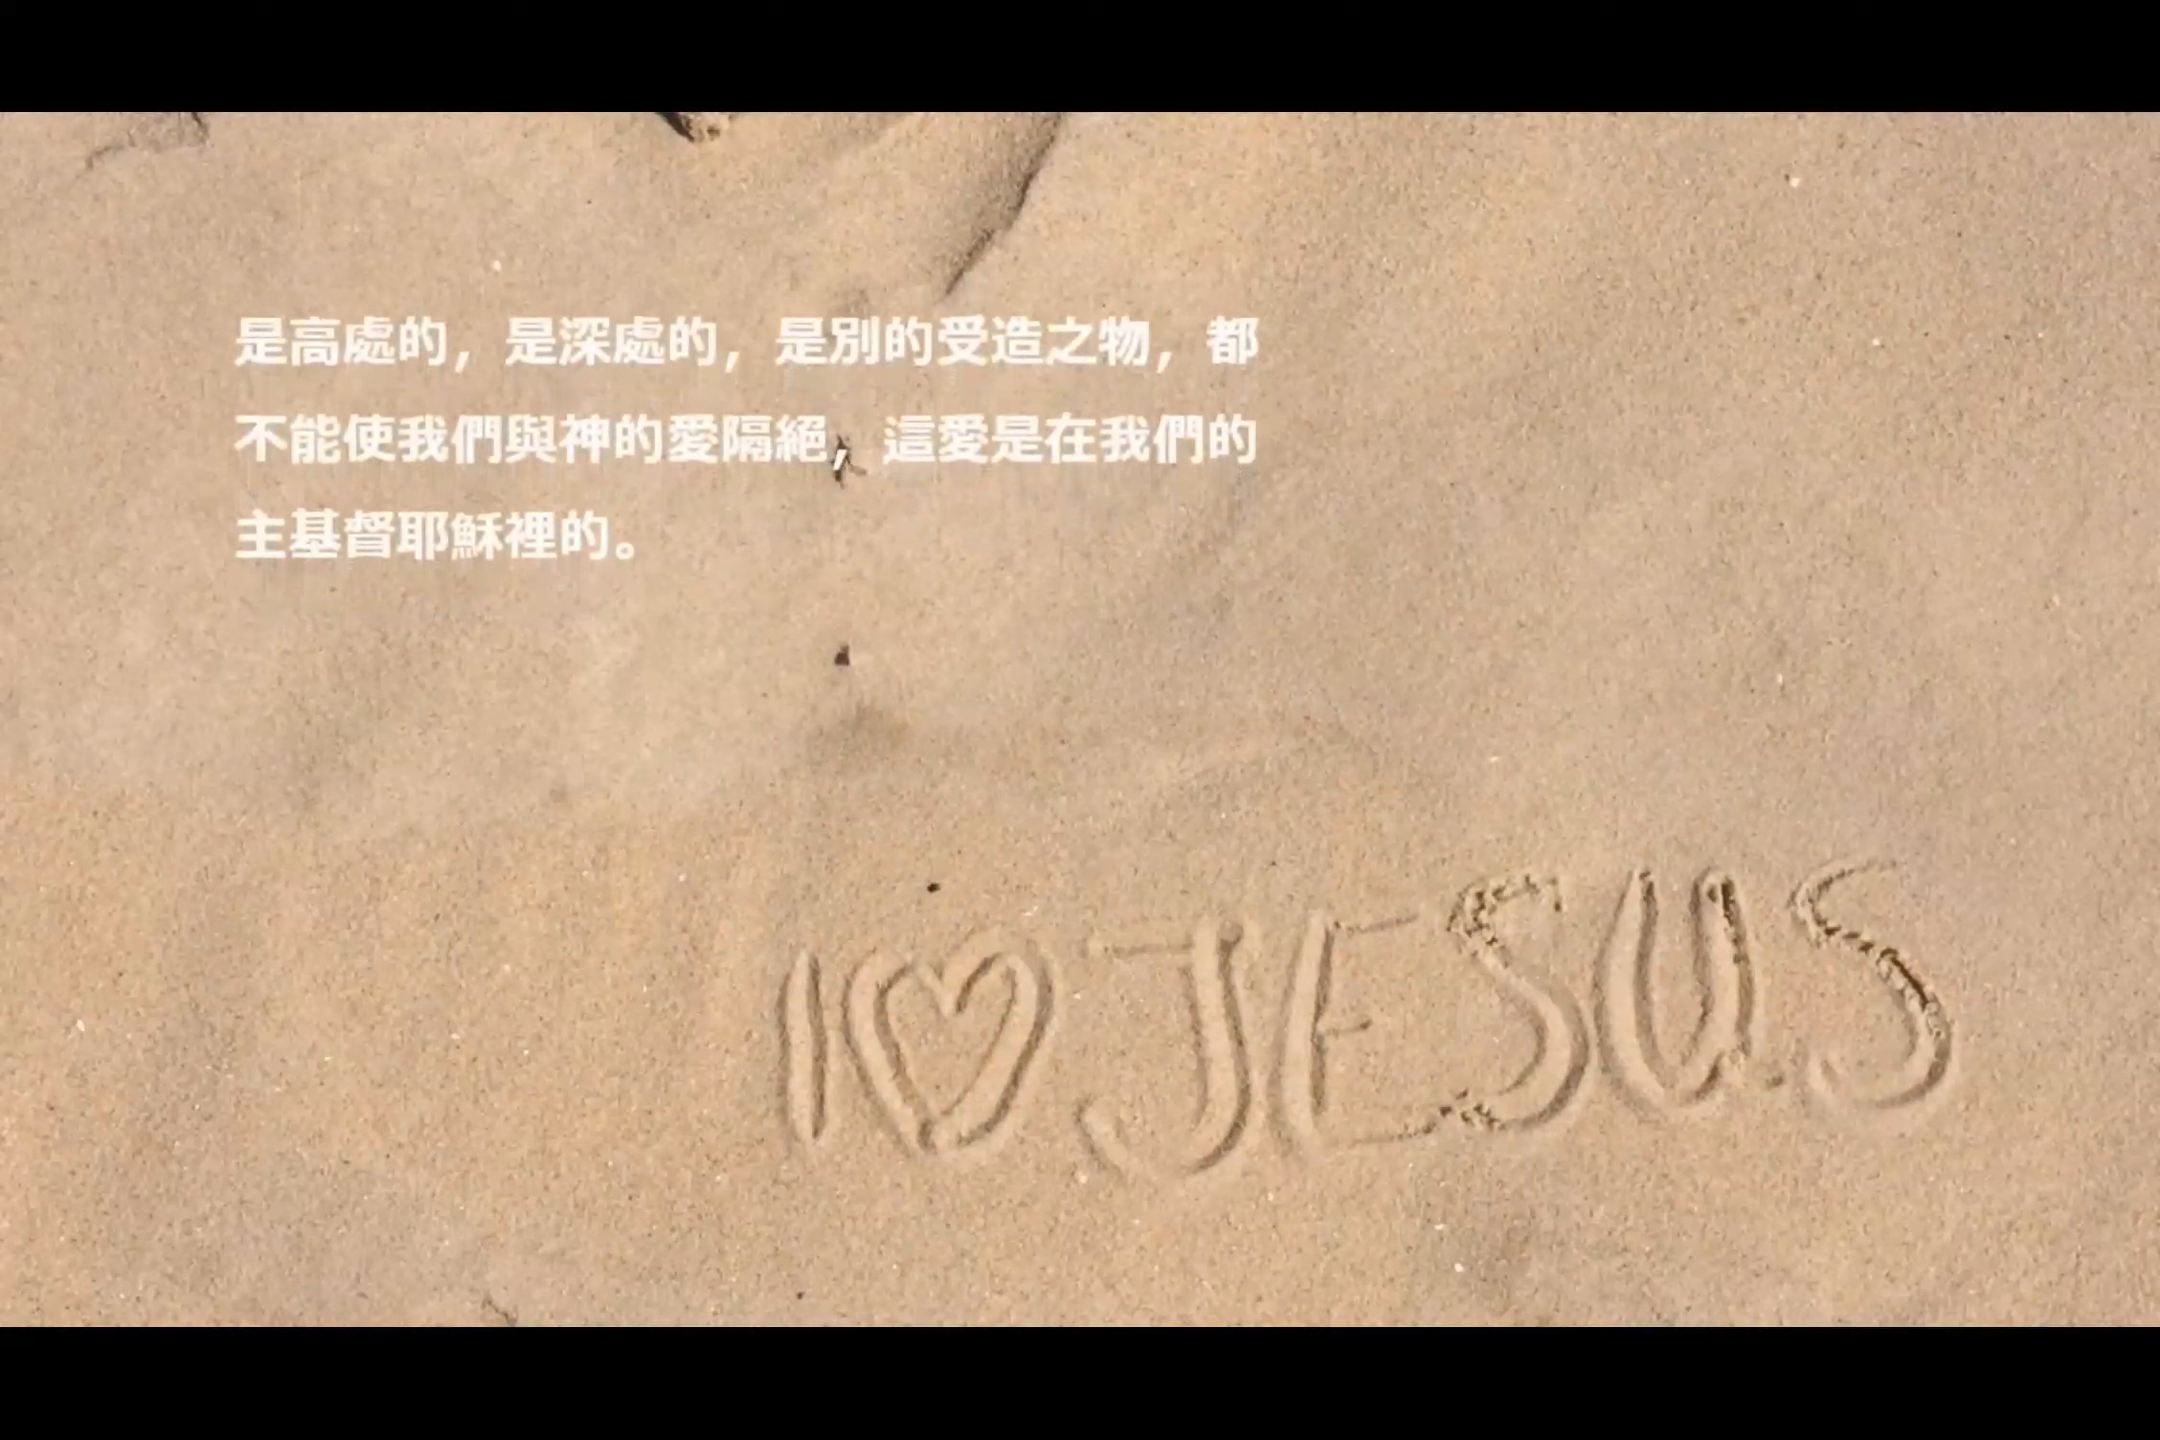 是高處的，是深處的，是別的受造之物，都
不能使我們與神的愛隔絕，這愛是在我們的
主基督耶穌裡的。
I ♡ JESUS